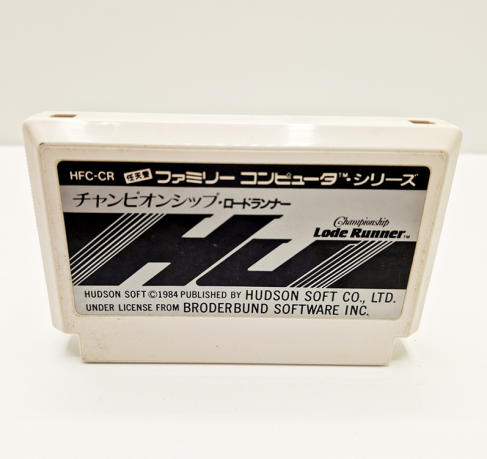 HFC-CR 任天堂 ファミリー コンピュータ™・シリーズ
チャンピオンシップ・ロードランナー
Championship
Lode Runner™
HU
HUDSON SOFT ©1984 PUBLISHED BY HUDSON SOFT CO., LTD.
UNDER LICENSE FROM BRODERBUND SOFTWARE INC.